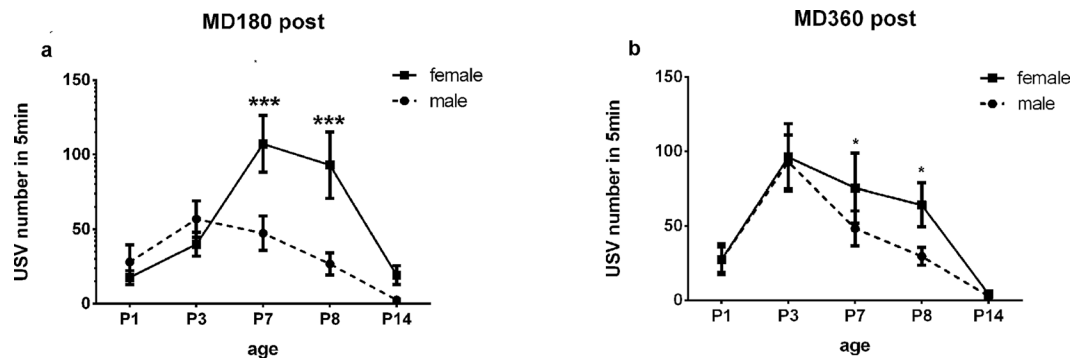 MD180 post
a
female
male
USV number in 5min
150
100
50
0
***
***
P1 P3 P7 P8 P14
age
MD360 post
b
female
male
USV number in 5min
150
100
50
0
*
*
P1 P3 P7 P8 P14
age